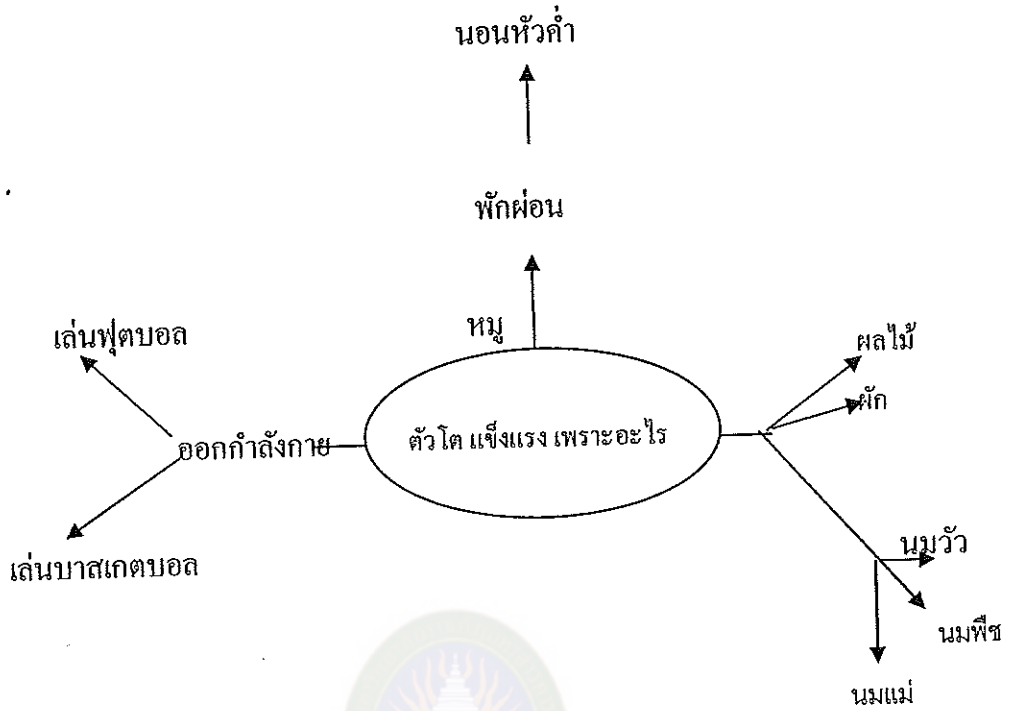 นอนหัวค่ำ
พักผ่อน
หมู
เล่นฟุตบอล
ผลไม้
ผัก
ออกกำลังกาย
ตัวโต แข็งแรง เพราะอะไร
นมวัว
เล่นบาสเกตบอล
นมพืช
นมแม่